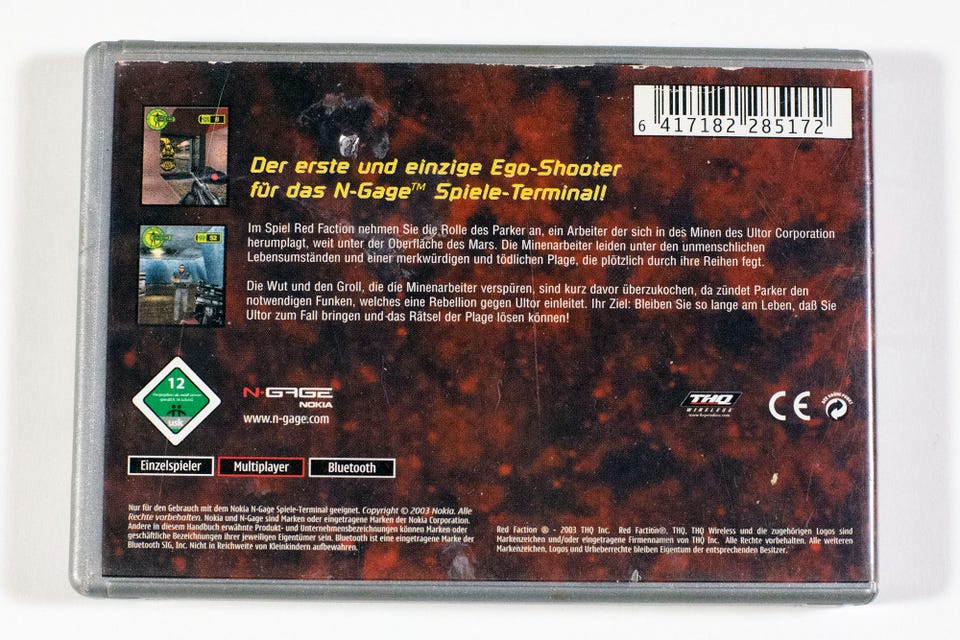 6 417182 285172
8
52
Der erste und einzige Ego-Shooter
für das N-Gage™ Spiele-Terminal!
Im Spiel Red Faction nehmen Sie die Rolle des Parker an, ein Arbeiter der sich in des Minen des Ultor Corporation
herumplagt, weit unter der Oberfläche des Mars. Die Minenarbeiter leiden unter den unmenschlichen
Lebensumständen und einer merkwürdigen und tödlichen Plage, die plötzlich durch ihre Reihen fegt.
Die Wut und den Groll, die die Minenarbeiter verspüren, sind kurz davor überzukochen, da zündet Parker den
notwendigen Funken, welches eine Rebellion gegen Ultor einleitet. Ihr Ziel: Bleiben Sie so lange am Leben, daß Sie
Ultor zum Fall bringen und das Rätsel der Plage lösen können!
12
usk
N-GAGE
NOKIA
www.n-gage.com
THQ
WIRELESS
CE
DER GRÜNE PUNKT
Einzelspieler
Multiplayer
Bluetooth
Nur für den Gebrauch mit dem Nokia N-Gage Spiele-Terminal geeignet. Copyright © 2003 Nokia. Alle
Rechte vorbehalten. Nokia und N-Gage sind Marken oder eingetragene Marken der Nokia Corporation.
Andere in diesem Handbuch erwähnte Produkt- und Unternehmensbezeichnungen können Marken oder
geschäftliche Bezeichnungen ihrer jeweiligen Eigentümer sein. Bluetooth ist eine eingetragene Marke der
Bluetooth SIG, Inc. Nicht in Reichweite von Kleinkindern aufbewahren.
Red Faction ® - 2003 THQ Inc. Red Faction®, THQ, THQ Wireless und die zugehörigen Logos sind
Markenzeichen und/oder eingetragene Firmennamen von THQ Inc. Alle Rechte vorbehalten. Alle weiteren
Markenzeichen, Logos und Urheberrechte bleiben Eigentum der entsprechenden Besitzer.